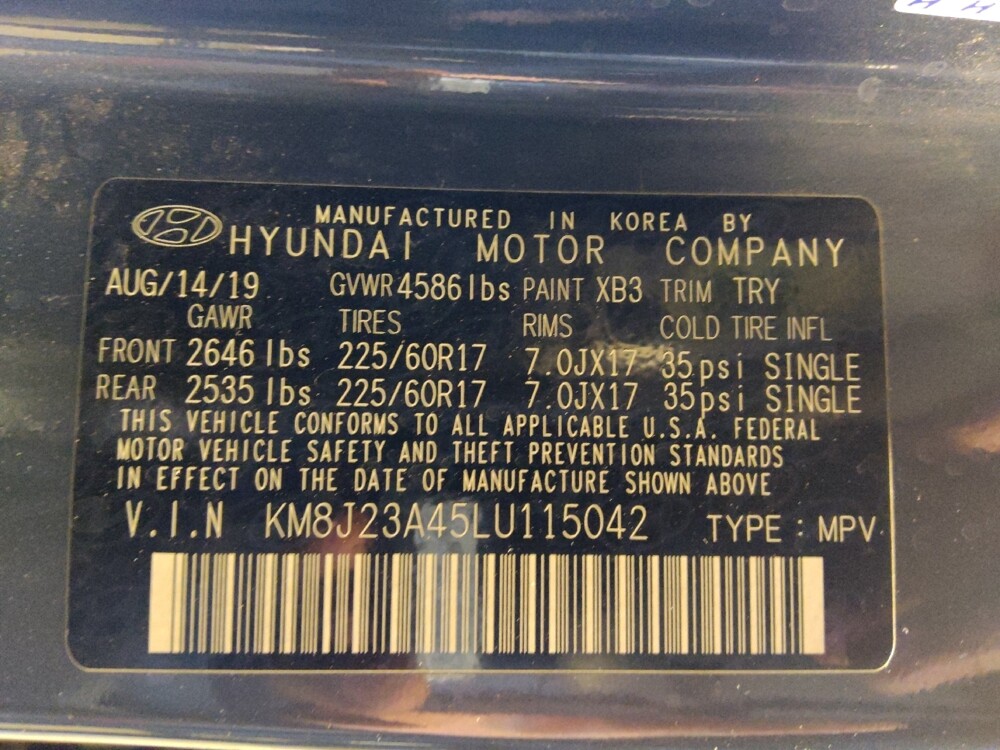 MANUFACTURED IN KOREA BY
HYUNDAI MOTOR COMPANY
AUG/14/19 GVWR 4586 lbs PAINT XB3 TRIM TRY
GAWR TIRES RIMS COLD TIRE INFL
FRONT 2646 lbs 225/60R17 7.0JX17 35psi SINGLE
REAR 2535 lbs 225/60R17 7.0JX17 35psi SINGLE
THIS VEHICLE CONFORMS TO ALL APPLICABLE U.S.A. FEDERAL
MOTOR VEHICLE SAFETY AND THEFT PREVENTION STANDARDS
IN EFFECT ON THE DATE OF MANUFACTURE SHOWN ABOVE
V.I.N KM8J23A45LU115042 TYPE : MPV